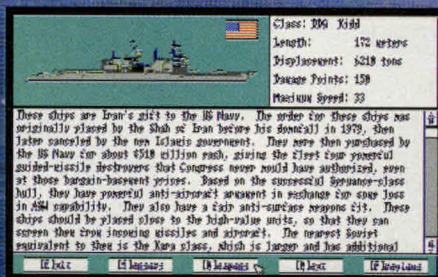 Class: DDG Kidd
Length: 172 meters
Displacement: 8210 tons
Damage Points: 150
Maximum Speed: 33
These ships are Iran's gift to the US Navy. The order for these ships was
originally placed by the Shah of Iran before his downfall in 1979, then
later canceled by the new Islamic government. They were then purchased by
the US Navy for about $510 million each, giving the fleet four powerful
guided-missile destroyers that Congress never would have authorized, even
at those bargain-basement prices. Based on the successful Spruance-class
hull, they have powerful anti-aircraft armament in exchange for some loss
in ASW capability. They also have a fair anti-surface weapons fit. These
ships should be placed close to the high-value units, so that they can
screen them from incoming missiles and aircraft. The nearest Soviet
equivalent to them is the Kara class, which is larger and has additional
Exit Sensors Weapons Next Previous